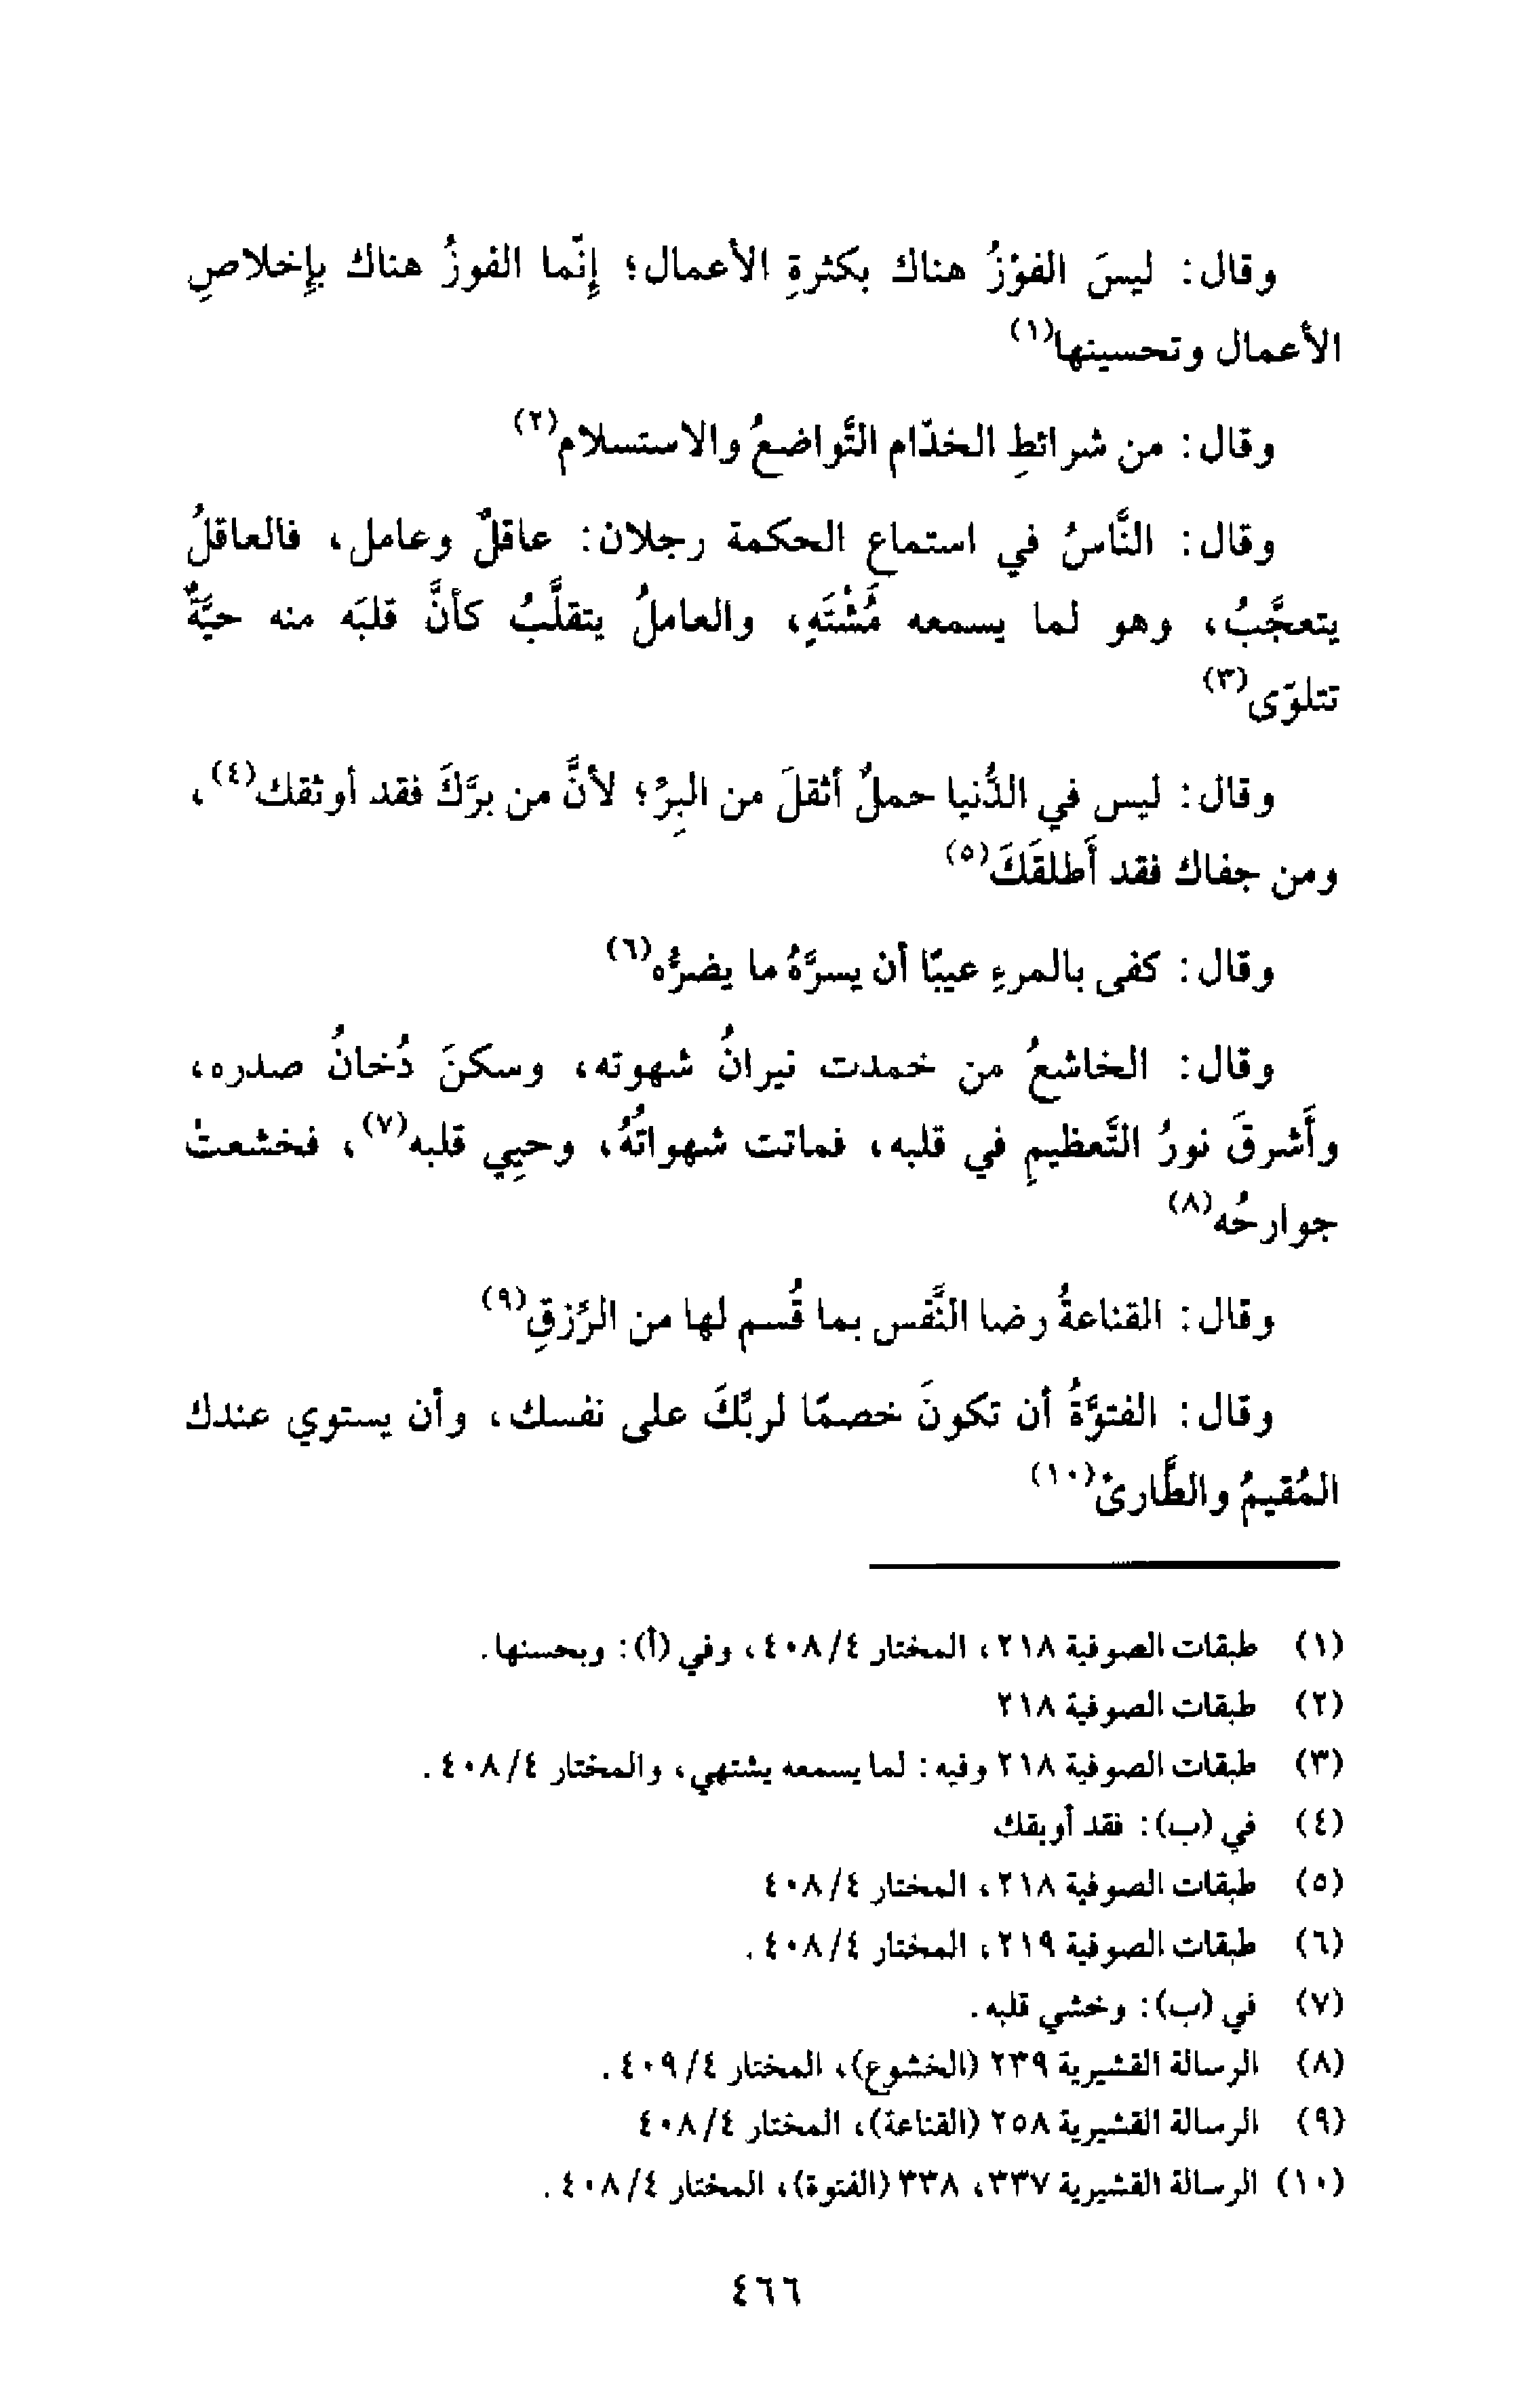 وقال: ليسَ الفوْزُ هناك بكثرةِ الأعمال؛ إنّما الفوزُ هناك بإخلاصِ
الأعمال وتحسينها(١)
وقال: من شرائطِ الخدّام التَّواضعُ والاستسلام(٢)
وقال: النَّاسُ في استماع الحكمة رجلان: عاقلٌ وعامل، فالعاقلُ
يتعجَّبُ، وهو لما يسمعه مُشْتَهٍ، والعاملُ يتقلَّبُ كأنَّ قلبَه منه حيَّةٌ
تتلوّى(٣)
وقال: ليس في الدُّنيا حملٌ أثقلَ من البِرِّ؛ لأنَّ من برَّكَ فقد أوثقك(٤)،
ومن جفاك فقد أَطلقَكَ(٥)
وقال: كفى بالمرءِ عيبًا أن يسرَّهُ ما يضرُّه(٦)
وقال: الخاشعُ من خمدت نيرانُ شهوته، وسكنَ دُخانُ صدره،
وأَشرقَ نورُ التَّعظيمِ في قلبه، فماتت شهواتُهُ، وحيِي قلبه(٧)، فخشعتْ
جوارحُه(٨)
وقال: القناعةُ رضا النَّفس بما قُسم لها من الرِّزقِ(٩)
وقال: الفتوَّةُ أن تكونَ خصمًا لربِّكَ على نفسك، وأن يستوي عندك
المُقيمُ والطَّارئ(١٠)
(١) طبقات الصوفية ٢١٨، المختار ٤/ ٤٠٨، وفي (أ): وبحسنها.
(٢) طبقات الصوفية ٢١٨
(٣) طبقات الصوفية ٢١٨ وفيه: لما يسمعه يشتهي، والمختار ٤/ ٤٠٨.
(٤) في (ب): فقد أوبقك
(٥) طبقات الصوفية ٢١٨، المختار ٤/ ٤٠٨
(٦) طبقات الصوفية ٢١٩، المختار ٤/ ٤٠٨.
(٧) في (ب): وخشي قلبه.
(٨) الرسالة القشيرية ٢٣٩ (الخشوع)، المختار ٤/ ٤٠٩.
(٩) الرسالة القشيرية ٢٥٨ (القناعة)، المختار ٤/ ٤٠٨
(١٠) الرسالة القشيرية ٣٣٧، ٣٣٨ (الفتوة)، المختار ٤/ ٤٠٨.
٤٦٦